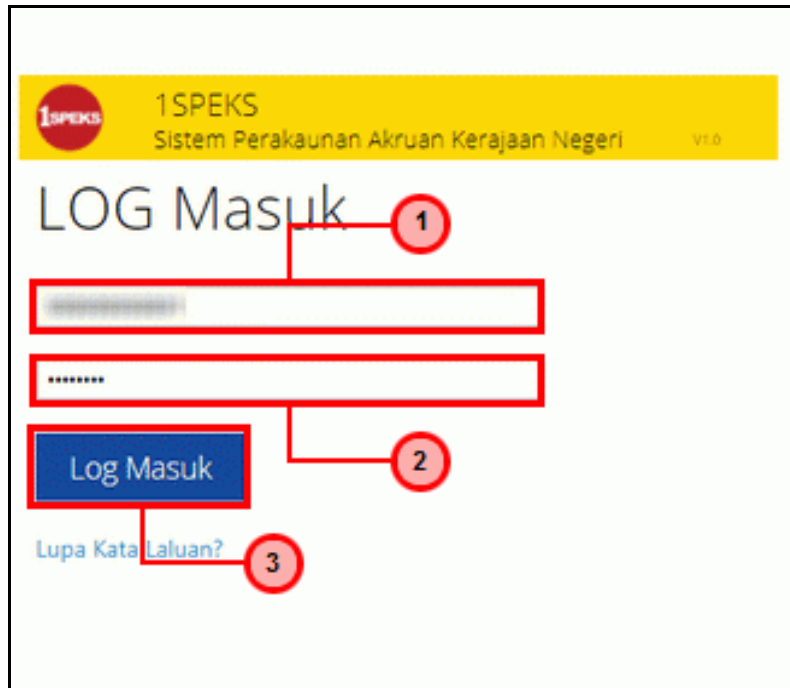 1SPEKS
1SPEKS
Sistem Perakaunan Akruan Kerajaan Negeri V1.0
LOG Masuk
1
••••••••
2
Log Masuk
Lupa Kata Laluan?
3